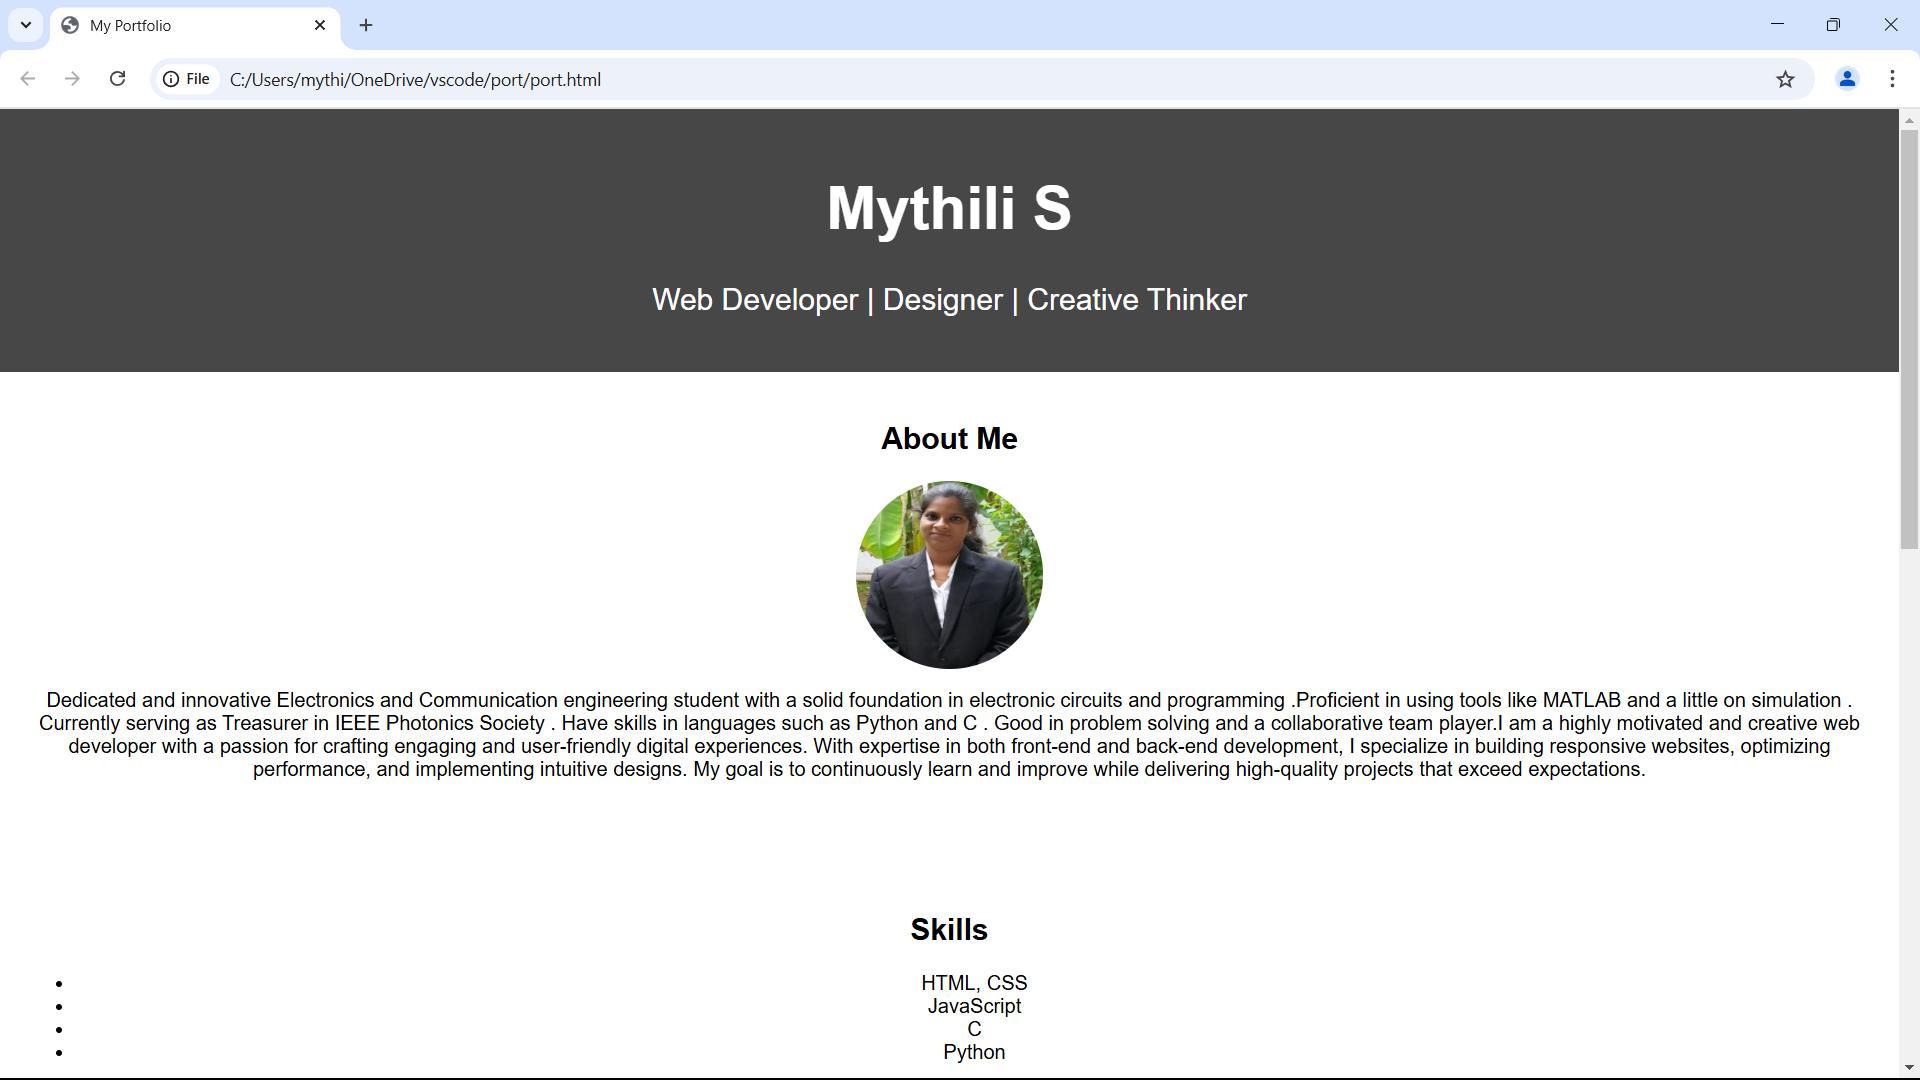 My Portfolio
File C:/Users/mythi/OneDrive/vscode/port/port.html
Mythili S
Web Developer | Designer | Creative Thinker
About Me
Dedicated and innovative Electronics and Communication engineering student with a solid foundation in electronic circuits and programming .Proficient in using tools like MATLAB and a little on simulation .
Currently serving as Treasurer in IEEE Photonics Society . Have skills in languages such as Python and C . Good in problem solving and a collaborative team player.I am a highly motivated and creative web
developer with a passion for crafting engaging and user-friendly digital experiences. With expertise in both front-end and back-end development, I specialize in building responsive websites, optimizing
performance, and implementing intuitive designs. My goal is to continuously learn and improve while delivering high-quality projects that exceed expectations.
Skills
• HTML, CSS
• JavaScript
• C
• Python